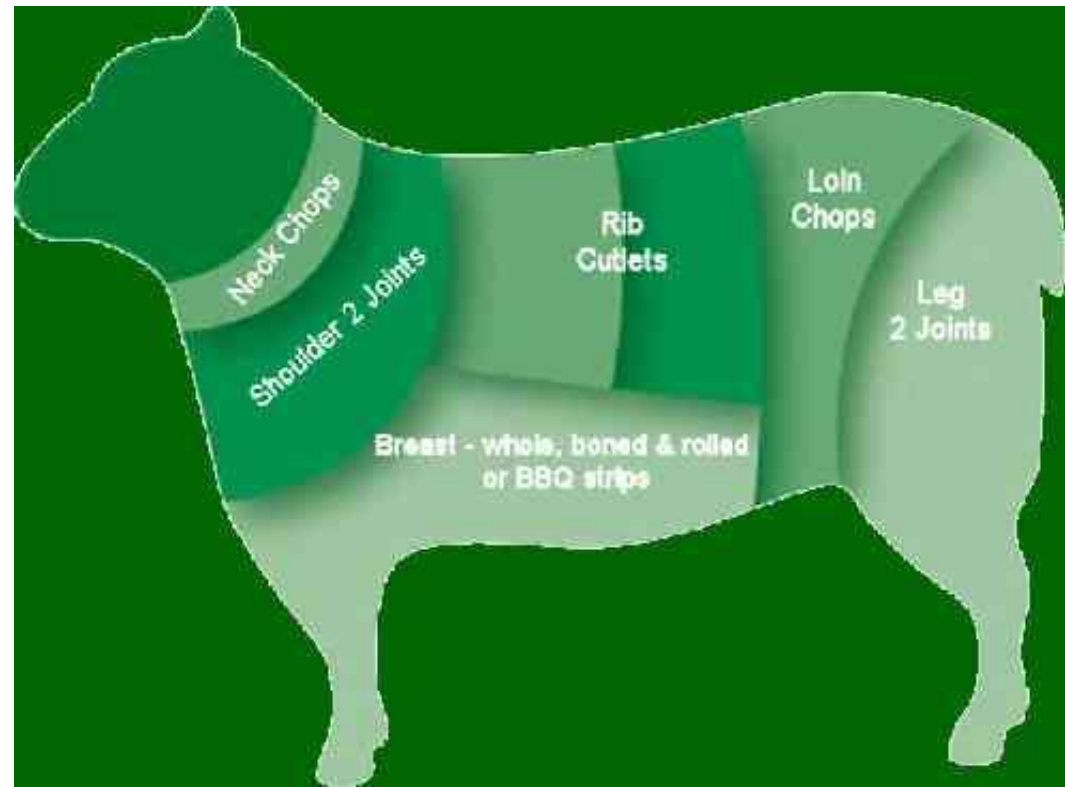 Neck Chops
Shoulder 2 Joints
Rib
Cutlets
Loin
Chops
Leg
2 Joints
Breast - whole, boned & rolled
or BBQ strips